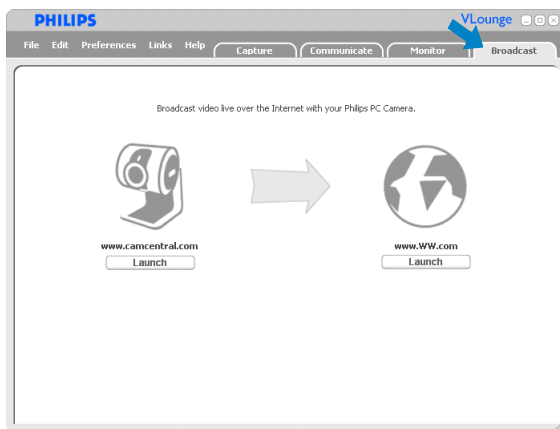 PHILIPS VLounge
File Edit Preferences Links Help Capture Communicate Monitor Broadcast
Broadcast video live over the Internet with your Philips PC Camera.
www.camcentral.com www.WW.com
Launch Launch